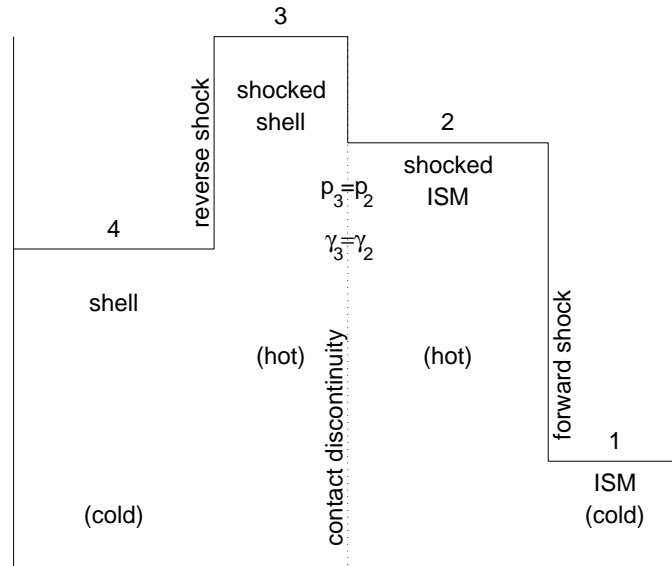 3
shocked
shell
reverse shock
2
shocked
ISM
p₃=p₂
γ₃=γ₂
4
shell
(hot)
(hot)
contact discontinuity
forward shock
1
ISM
(cold)
(cold)